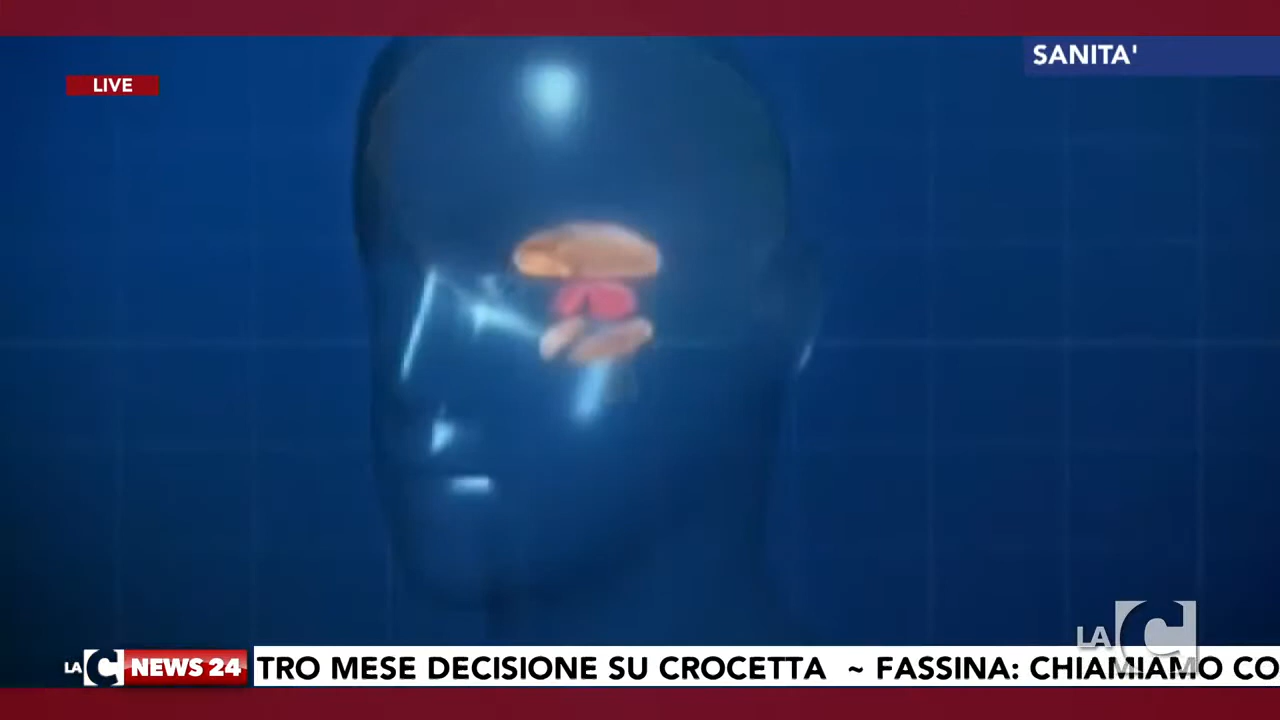 SANITA'
LIVE
LA C
LA C NEWS 24 TRO MESE DECISIONE SU CROCETTA ~ FASSINA: CHIAMIAMO CO